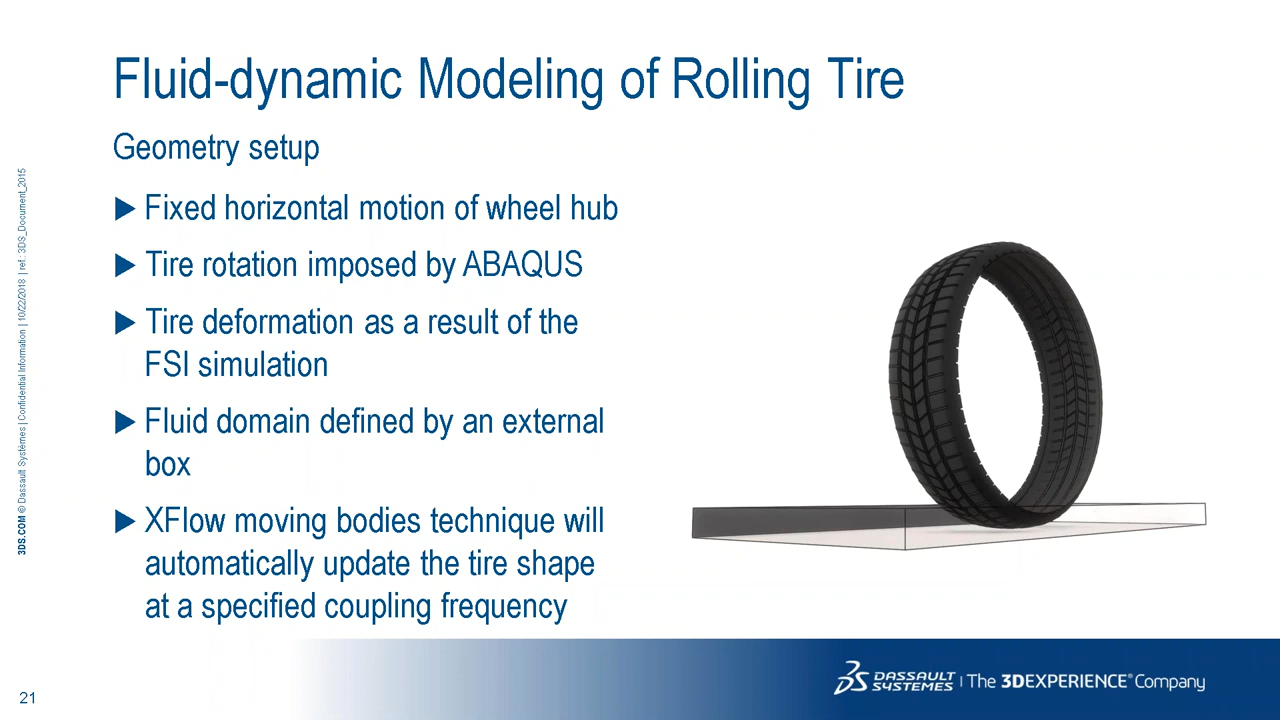 Fluid-dynamic Modeling of Rolling Tire
Geometry setup
Fixed horizontal motion of wheel hub
Tire rotation imposed by ABAQUS
Tire deformation as a result of the
FSI simulation
Fluid domain defined by an external
box
XFlow moving bodies technique will
automatically update the tire shape
at a specified coupling frequency
3DS.COM © Dassault Systèmes | Confidential Information | 10/22/2018 | ref.: 3DS_Document_2015
21
DASSAULT
SYSTEMES | The 3DEXPERIENCE® Company